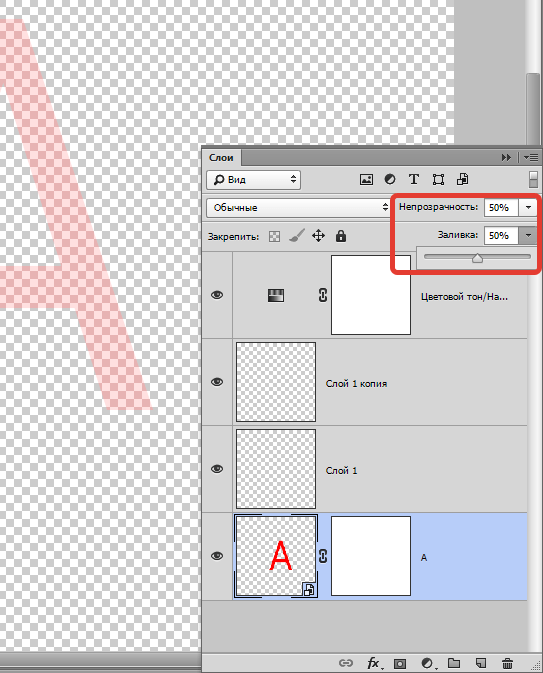 Слои
Вид
T
Обычные
Непрозрачность: 50%
Закрепить:
Заливка: 50%
Цветовой тон/На...
Слой 1 копия
Слой 1
A
A
fx